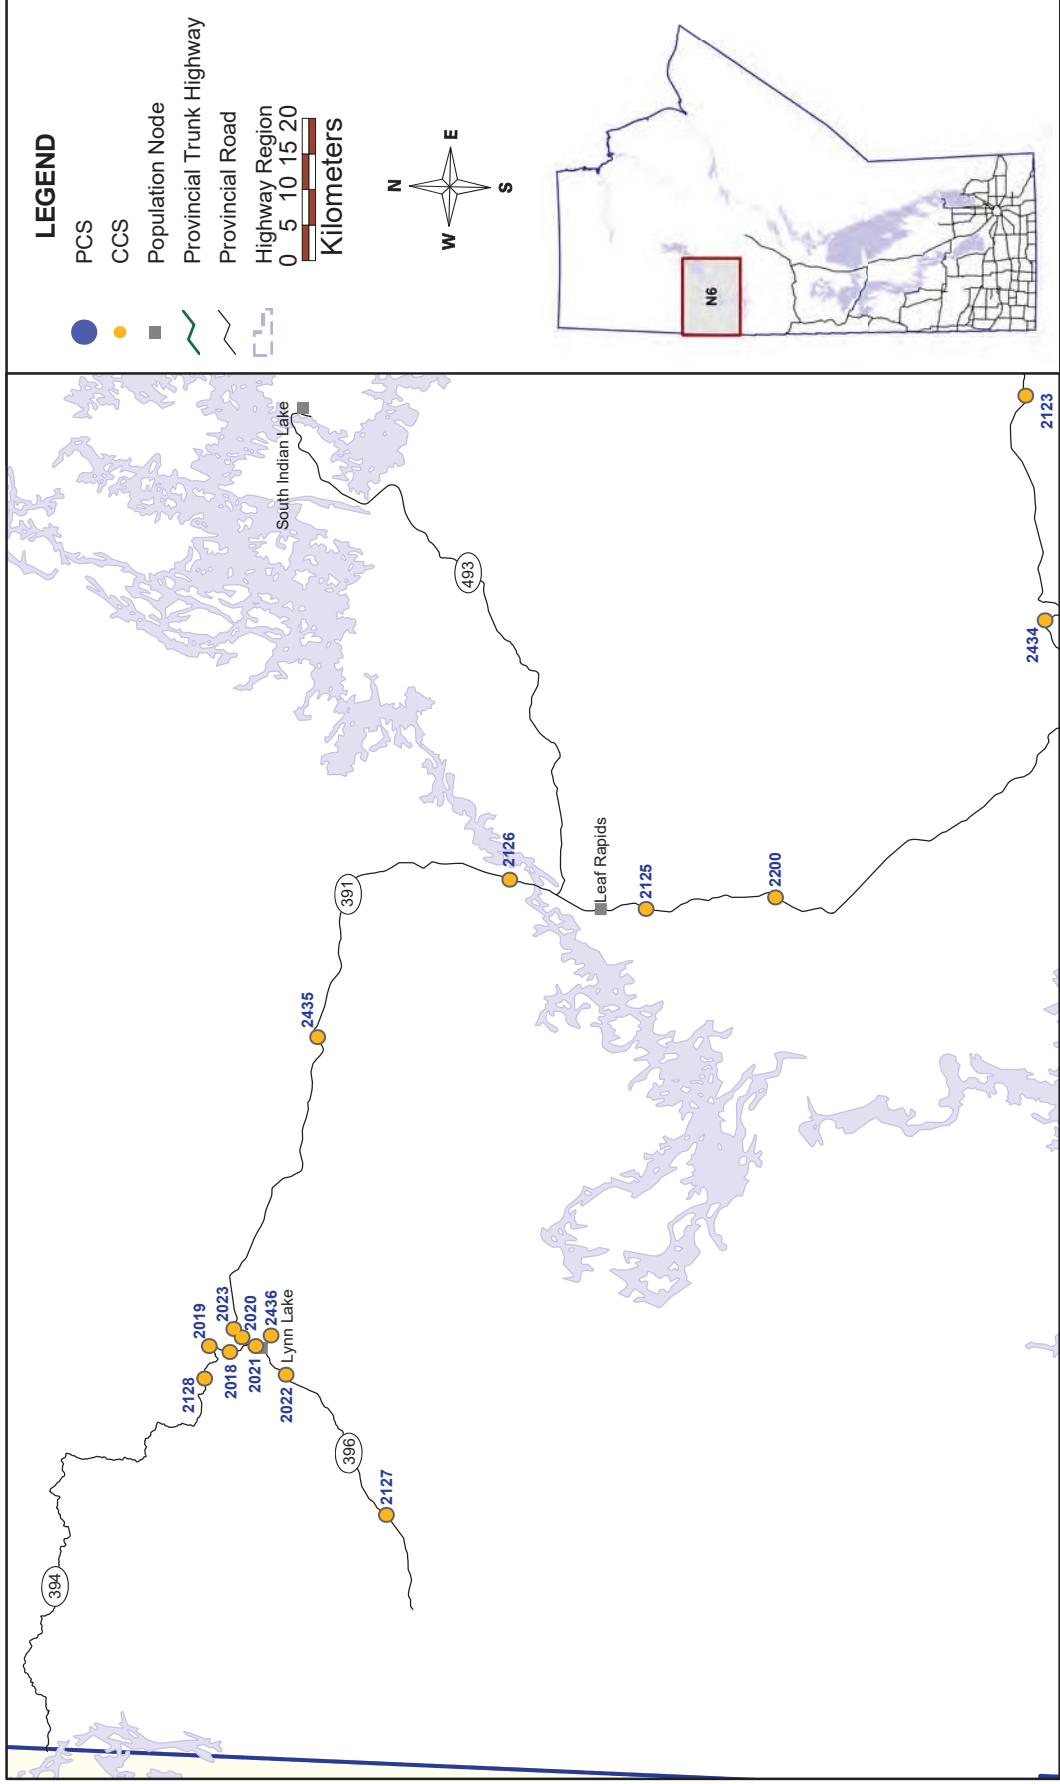 LEGEND
PCS
CCS
Population Node
Provincial Trunk Highway
Provincial Road
Highway Region
0 5 10 15 20
Kilometers
N
W E
S
N6
394
2128
2019
2018
2023
2020
2021
2436
Lynn Lake
2022
396
2127
2435
391
2126
Leaf Rapids
2125
2200
South Indian Lake
493
2434
2123